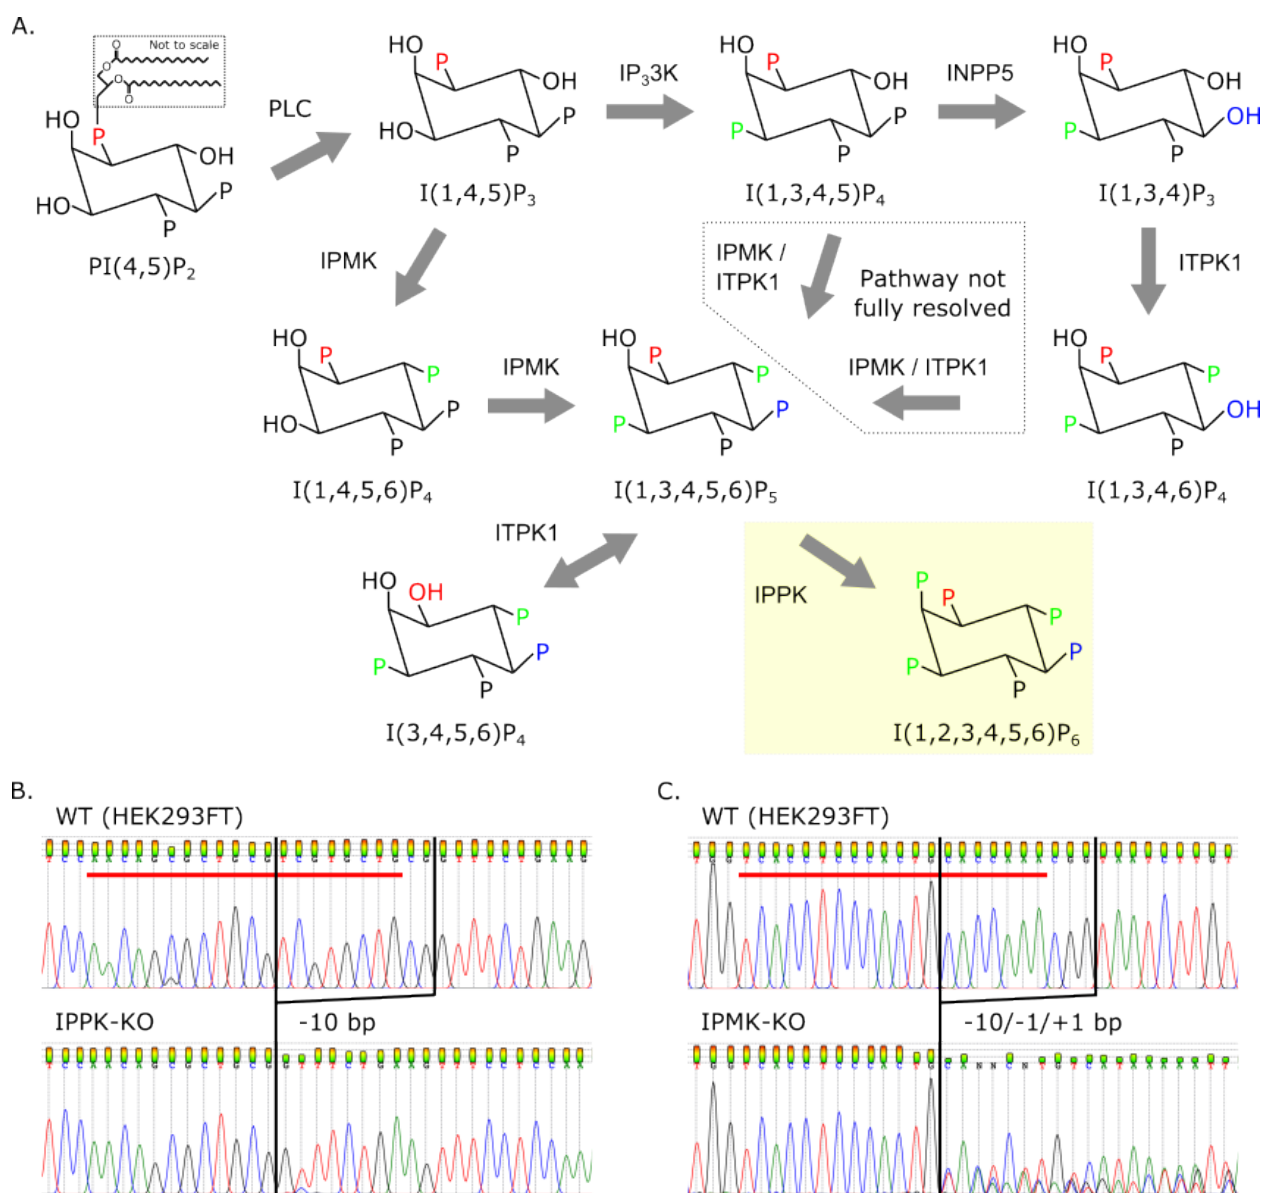 A.
Not to scale
O
O
O
O
HO
P
HO
OH
P
P
PI(4,5)P2
PLC
HO
P
OH
HO
P
P
I(1,4,5)P3
IP33K
HO
P
OH
P
P
P
I(1,3,4,5)P4
INPP5
HO
P
OH
OH
P
P
I(1,3,4)P3
IPMK
IPMK /
ITPK1
Pathway not
fully resolved
IPMK / ITPK1
ITPK1
HO
P
P
HO
P
P
I(1,4,5,6)P4
IPMK
HO
P
P
P
P
P
I(1,3,4,5,6)P5
HO
P
P
OH
P
P
I(1,3,4,6)P4
ITPK1
HO
OH
P
P
P
P
I(3,4,5,6)P4
IPPK
P
P
P
P
P
P
I(1,2,3,4,5,6)P6
B.
WT (HEK293FT)
IPPK-KO
-10 bp
C.
WT (HEK293FT)
IPMK-KO
-10/-1/+1 bp